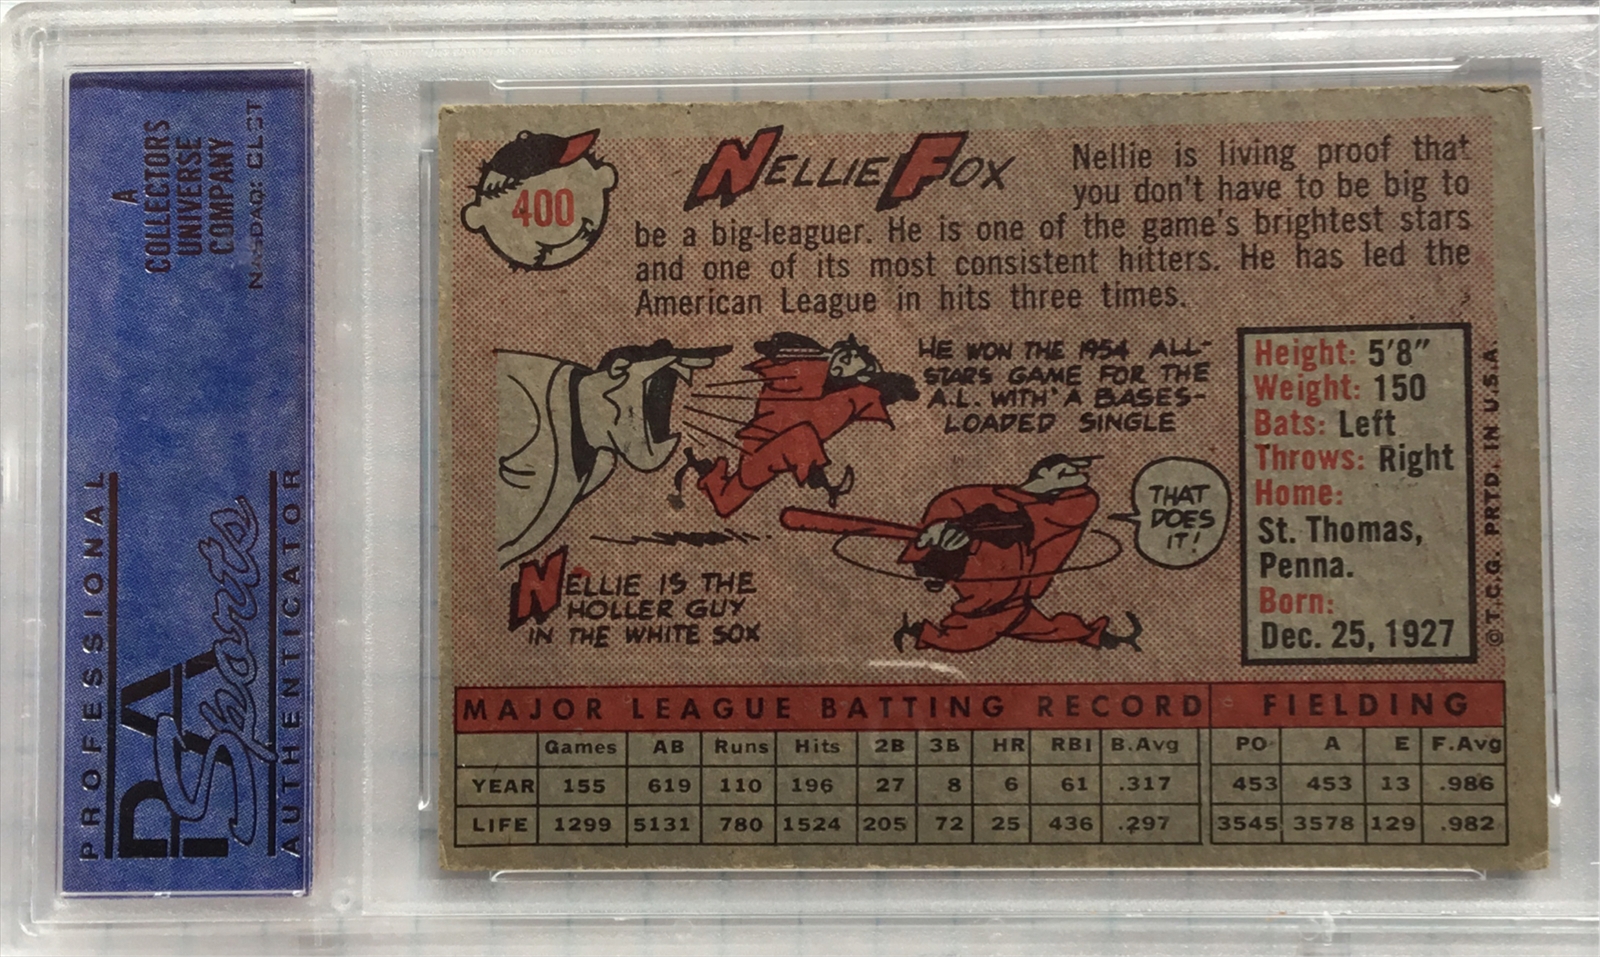 A
COLLECTORS
UNIVERSE
COMPANY
NASDAQ: CLCT
PROFESSIONAL
PSA
Sports
AUTHENTICATOR
400
NELLIE FOX
Nellie is living proof that
you don't have to be big to
be a big-leaguer. He is one of the game's brightest stars
and one of its most consistent hitters. He has led the
American League in hits three times.
HE WON THE 1954 ALL-
STARS GAME FOR THE
A.L. WITH A BASES-
LOADED SINGLE
THAT
DOES
IT!
NELLIE IS THE
HOLLER GUY
IN THE WHITE SOX
Height: 5'8"
Weight: 150
Bats: Left
Throws: Right
Home:
St. Thomas,
Penna.
Born:
Dec. 25, 1927
© T.C.G. PRTD. IN U.S.A.
MAJOR LEAGUE BATTING RECORD FIELDING
Games AB Runs Hits 2B 3B HR RBI B.Avg PO A E F.Avg
YEAR 155 619 110 196 27 8 6 61 .317 453 453 13 .986
LIFE 1299 5131 780 1524 205 72 25 436 .297 3545 3578 129 .982